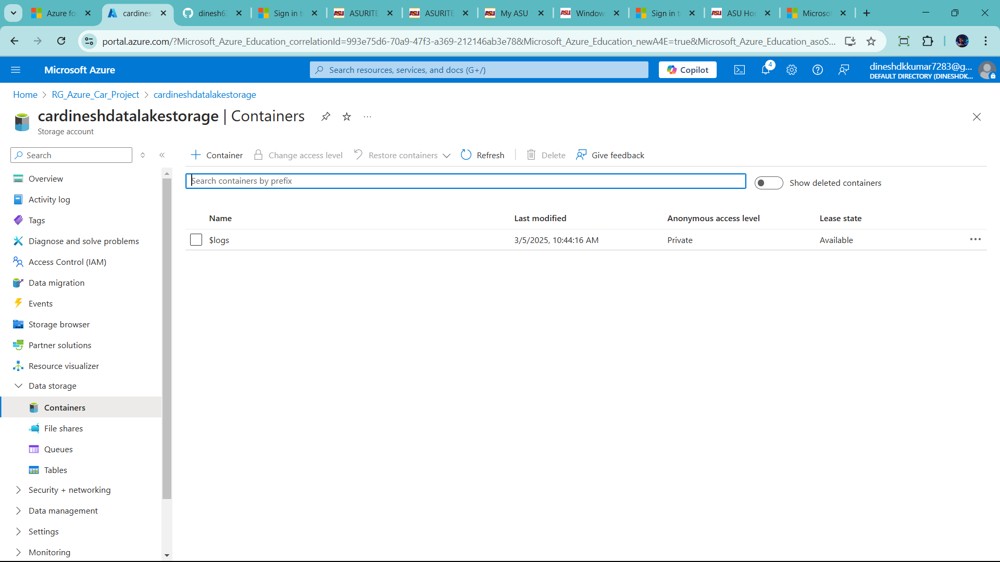 Azure fo
cardines
dinesh63
Sign in t
ASURITE
ASURITE
My ASU
Window
Sign in t
ASU Hor
Microsof
portal.azure.com/?Microsoft_Azure_Education_correlationId=993e75d6-70a9-47f3-a369-212146ab3e78&Microsoft_Azure_Education_newA4E=true&Microsoft_Azure_Education_asoS...
Microsoft Azure
Search resources, services, and docs (G+/)
Copilot
4
dineshdkkumar7283@g...
DEFAULT DIRECTORY (DINESHDK...
Home > RG_Azure_Car_Project > cardineshdatalakestorage
cardineshdatalakestorage | Containers
Storage account
Search
Container
Change access level
Restore containers
Refresh
Delete
Give feedback
Overview
Activity log
Tags
Diagnose and solve problems
Access Control (IAM)
Data migration
Events
Storage browser
Partner solutions
Resource visualizer
Data storage
Containers
File shares
Queues
Tables
Security + networking
Data management
Settings
Monitoring
Search containers by prefix
Show deleted containers
Name Last modified Anonymous access level Lease state
$logs 3/5/2025, 10:44:16 AM Private Available